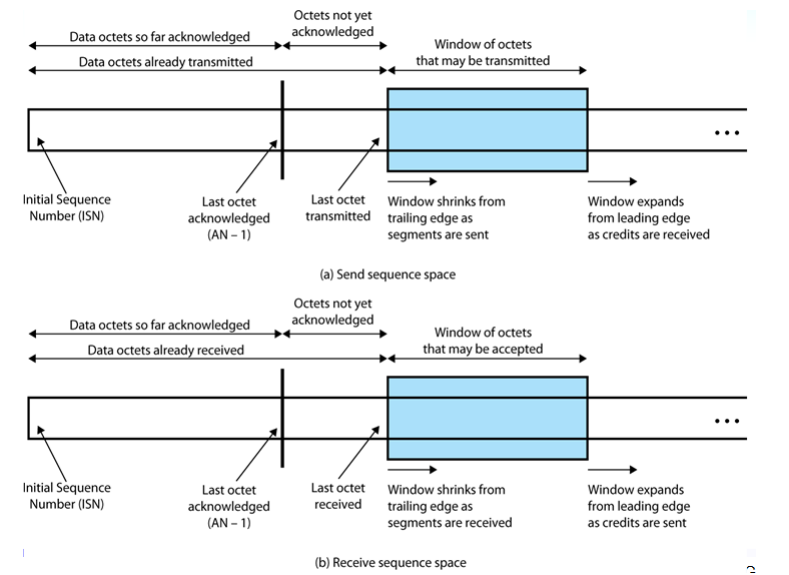 Octets not yet
acknowledged
Data octets so far acknowledged
Window of octets
that may be transmitted
Data octets already transmitted
...
Initial Sequence
Number (ISN)
Last octet
acknowledged
(AN – 1)
Last octet
transmitted
Window shrinks from
trailing edge as
segments are sent
Window expands
from leading edge
as credits are received
(a) Send sequence space
Octets not yet
acknowledged
Data octets so far acknowledged
Window of octets
that may be accepted
Data octets already received
...
Initial Sequence
Number (ISN)
Last octet
acknowledged
(AN – 1)
Last octet
received
Window shrinks from
trailing edge as
segments are received
Window expands
from leading edge
as credits are sent
(b) Receive sequence space